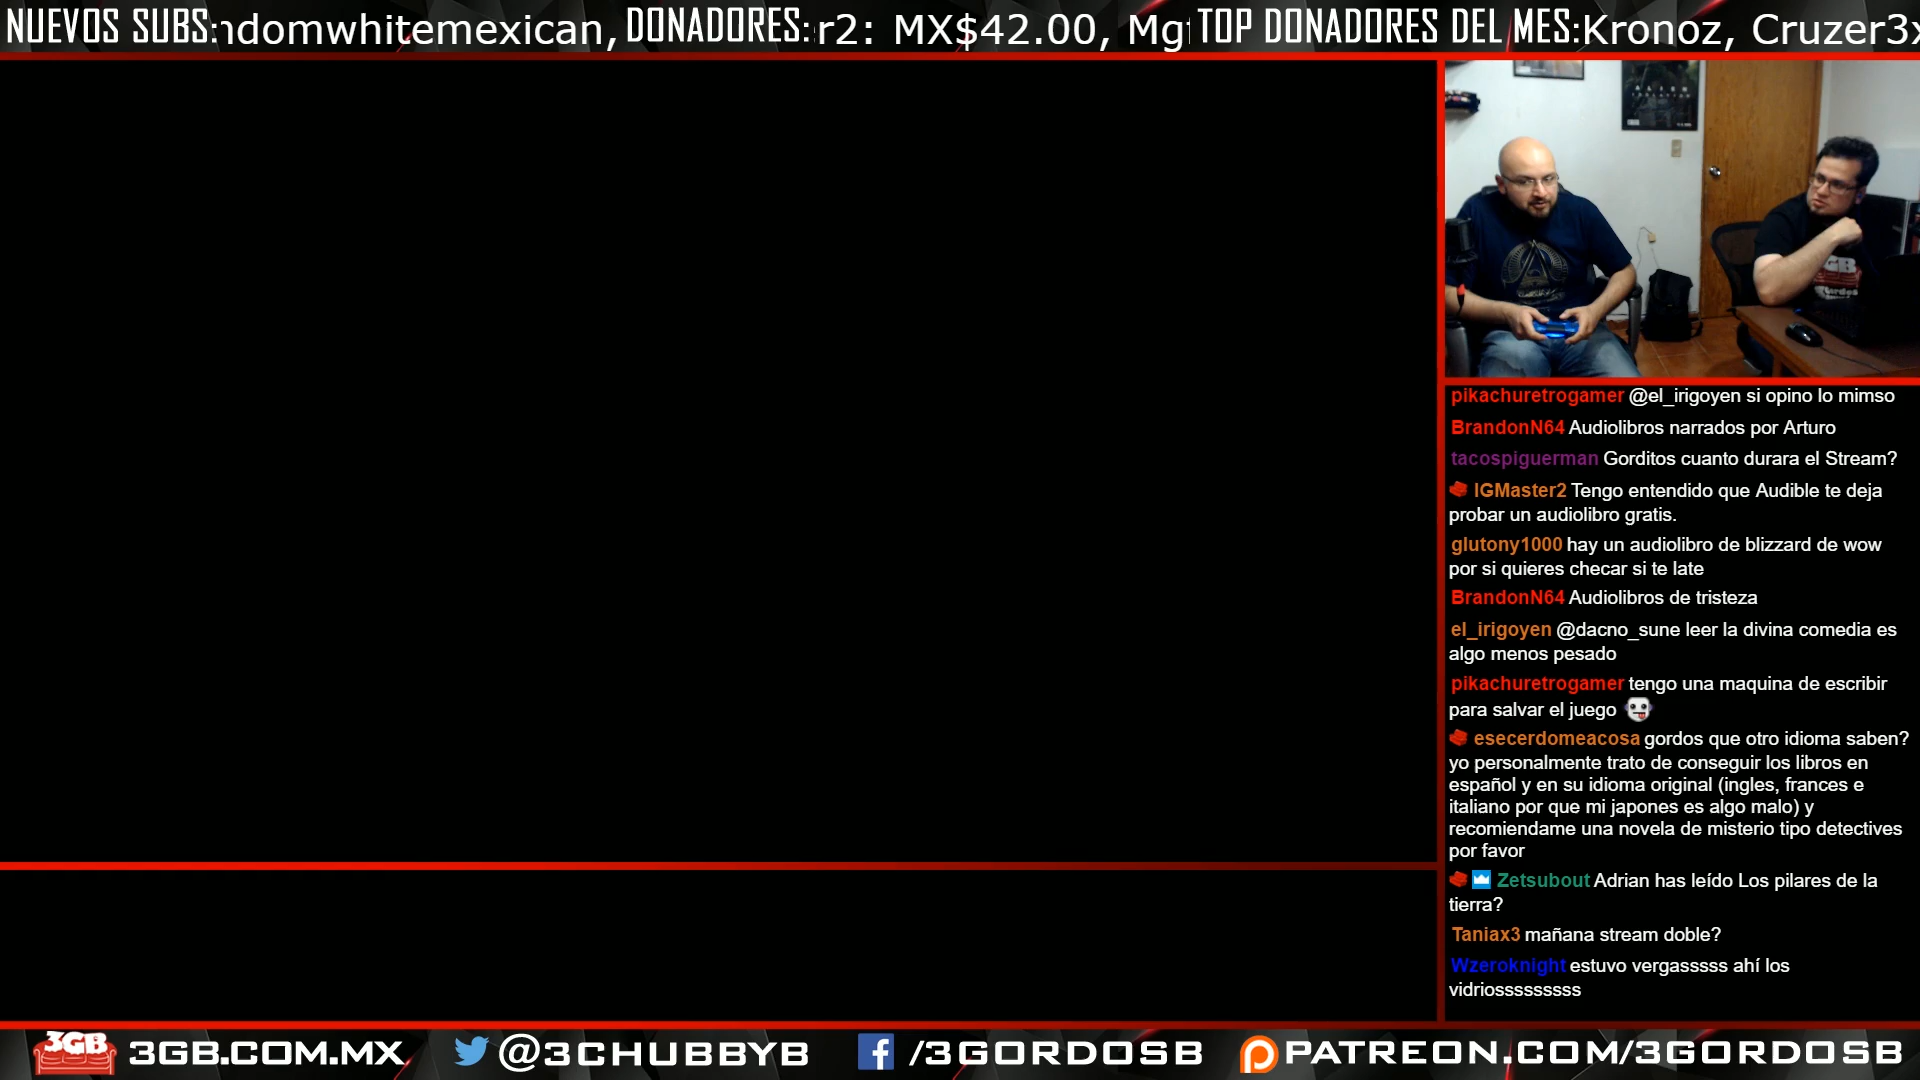 NUEVOS SUBS: ndomwhitemexican, DONADORES: r2: MX$42.00, Mg TOP DONADORES DEL MES: Kronoz, Cruzer3x
ALIEN
ISOLATION
3GB
pikachuretrogamer @el_irigoyen si opino lo mimso
BrandonN64 Audiolibros narrados por Arturo
tacospiguerman Gorditos cuanto durara el Stream?
IGMaster2 Tengo entendido que Audible te deja
probar un audiolibro gratis.
glutony1000 hay un audiolibro de blizzard de wow
por si quieres checar si te late
BrandonN64 Audiolibros de tristeza
el_irigoyen @dacno_sune leer la divina comedia es
algo menos pesado
pikachuretrogamer tengo una maquina de escribir
para salvar el juego
esecerdomeacosa gordos que otro idioma saben?
yo personalmente trato de conseguir los libros en
español y en su idioma original (ingles, frances e
italiano por que mi japones es algo malo) y
recomiendame una novela de misterio tipo detectives
por favor
Zetsubout Adrian has leído Los pilares de la
tierra?
Taniax3 mañana stream doble?
Wzeroknight estuvo vergasssss ahí los
vidriosssssssss
3GB 3GB.COM.MX @3CHUBBYB /3GORDOSB PATREON.COM/3GORDOSB